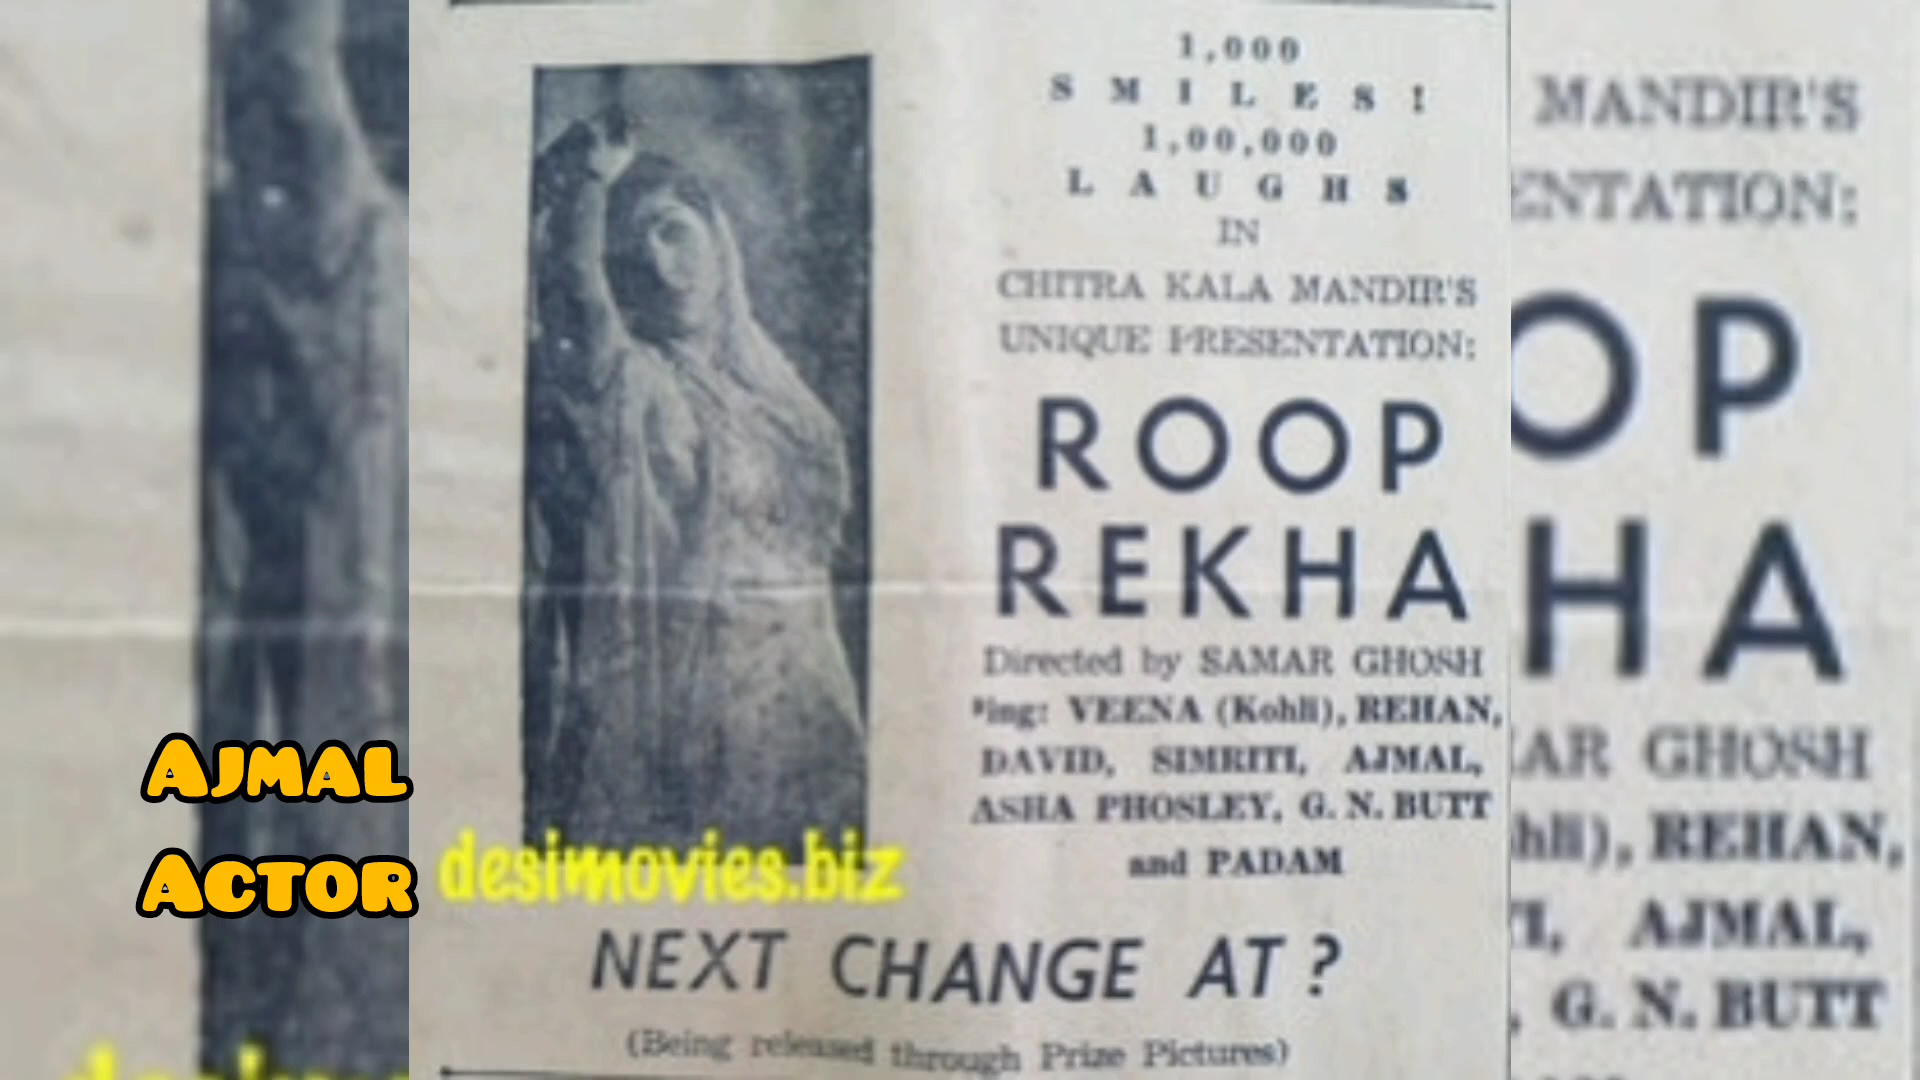 1,000
SMILES!
1,00,000
LAUGHS
IN
CHITRA KALA MANDIR'S
UNIQUE PRESENTATION:
ROOP
REKHA
Directed by SAMAR GHOSH
ing: VEENA (Kohli), REHAN,
DAVID, SIMRITI, AJMAL,
ASHA PHOSLEY, G. N. BUTT
and PADAM
NEXT CHANGE AT?
(Being released through Prize Pictures)
desimovies.biz
AJMAL
ACTOR
MANDIR'S
ENTATION:
OP
HA
AR GHOSH
hli), REHAN,
I, AJMAL,
, G. N. BUTT